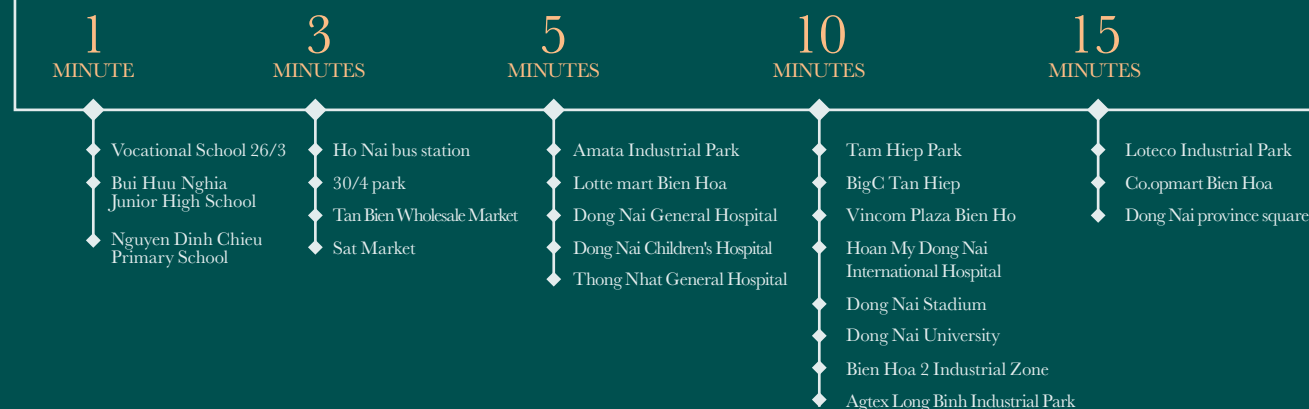 1
MINUTE
3
MINUTES
5
MINUTES
10
MINUTES
15
MINUTES
Vocational School 26/3
Bui Huu Nghia
Junior High School
Nguyen Dinh Chieu
Primary School
Ho Nai bus station
30/4 park
Tan Bien Wholesale Market
Sat Market
Amata Industrial Park
Lotte mart Bien Hoa
Dong Nai General Hospital
Dong Nai Children's Hospital
Thong Nhat General Hospital
Tam Hiep Park
BigC Tan Hiep
Vincom Plaza Bien Ho
Hoan My Dong Nai
International Hospital
Dong Nai Stadium
Dong Nai University
Bien Hoa 2 Industrial Zone
Agtex Long Binh Industrial Park
Loteco Industrial Park
Co.opmart Bien Hoa
Dong Nai province square